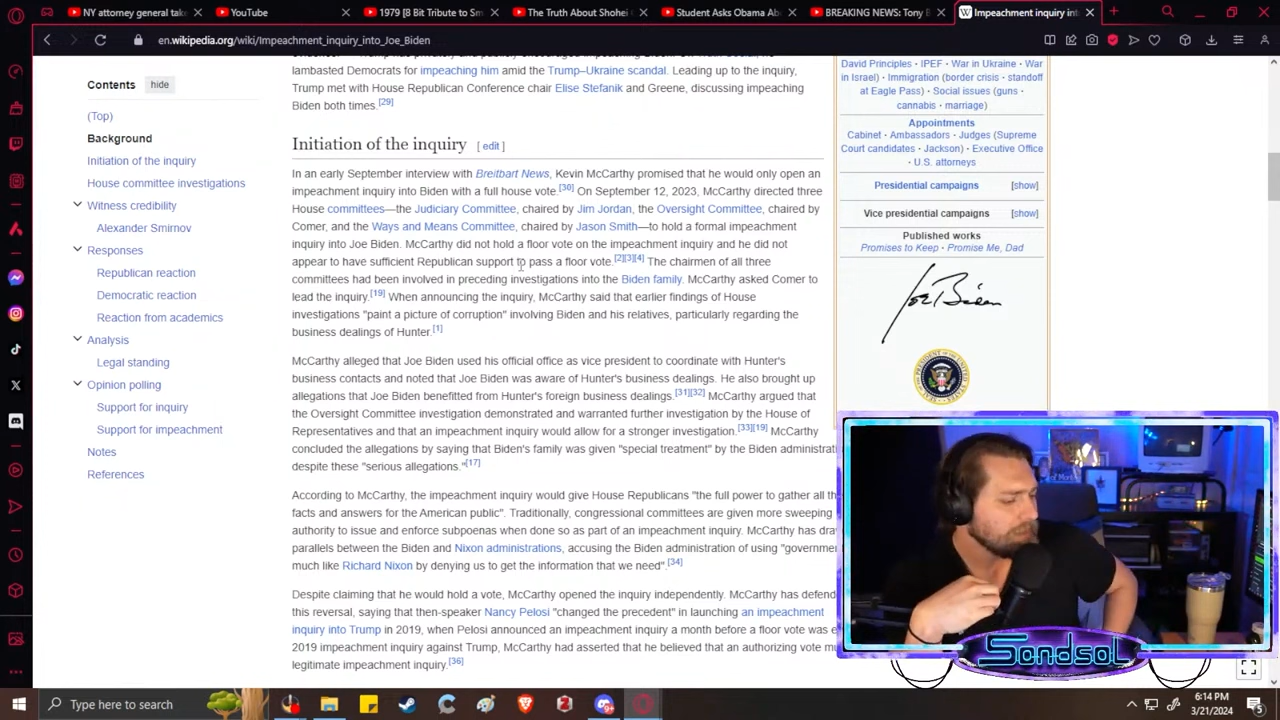 NY attorney general take
YouTube
1979 [8 Bit Tribute to Sm
The Truth About Shohei
Student Asks Obama Ab
BREAKING NEWS: Tony B
Impeachment inquiry int
en.wikipedia.org/wiki/Impeachment_inquiry_into_Joe_Biden
Contents hide
(Top)
Background
Initiation of the inquiry
House committee investigations
Witness credibility
Alexander Smirnov
Responses
Republican reaction
Democratic reaction
Reaction from academics
Analysis
Legal standing
Opinion polling
Support for inquiry
Support for impeachment
Notes
References
lambasted Democrats for impeaching him amid the Trump–Ukraine scandal. Leading up to the inquiry,
Trump met with House Republican Conference chair Elise Stefanik and Greene, discussing impeaching
Biden both times.[29]
Initiation of the inquiry [ edit ]
In an early September interview with Breitbart News, Kevin McCarthy promised that he would only open an
impeachment inquiry into Biden with a full house vote.[30] On September 12, 2023, McCarthy directed three
House committees—the Judiciary Committee, chaired by Jim Jordan, the Oversight Committee, chaired by
Comer, and the Ways and Means Committee, chaired by Jason Smith—to hold a formal impeachment
inquiry into Joe Biden. McCarthy did not hold a floor vote on the impeachment inquiry and he did not
appear to have sufficient Republican support to pass a floor vote.[2][3][4] The chairmen of all three
committees had been involved in preceding investigations into the Biden family. McCarthy asked Comer to
lead the inquiry.[19] When announcing the inquiry, McCarthy said that earlier findings of House
investigations "paint a picture of corruption" involving Biden and his relatives, particularly regarding the
business dealings of Hunter.[1]
McCarthy alleged that Joe Biden used his official office as vice president to coordinate with Hunter's
business contacts and noted that Joe Biden was aware of Hunter's business dealings. He also brought up
allegations that Joe Biden benefitted from Hunter's foreign business dealings.[31][32] McCarthy argued that
the Oversight Committee investigation demonstrated and warranted further investigation by the House of
Representatives and that an impeachment inquiry would allow for a stronger investigation.[33][19] McCarthy
concluded the allegations by saying that Biden's family was given "special treatment" by the Biden administrati
despite these "serious allegations."[17]
According to McCarthy, the impeachment inquiry would give House Republicans "the full power to gather all th
facts and answers for the American public". Traditionally, congressional committees are given more sweeping
authority to issue and enforce subpoenas when done so as part of an impeachment inquiry. McCarthy has dra
parallels between the Biden and Nixon administrations, accusing the Biden administration of using "governmer
much like Richard Nixon by denying us to get the information that we need".[34]
Despite claiming that he would hold a vote, McCarthy opened the inquiry independently. McCarthy has defend
this reversal, saying that then-speaker Nancy Pelosi "changed the precedent" in launching an impeachment
inquiry into Trump in 2019, when Pelosi announced an impeachment inquiry a month before a floor vote was e
2019 impeachment inquiry against Trump, McCarthy had asserted that he believed that an authorizing vote mu
legitimate impeachment inquiry.[36]
David Principles • IPEF • War in Ukraine • War
in Israel) • Immigration (border crisis • standoff
at Eagle Pass) • Social issues (guns •
cannabis • marriage)
Appointments
Cabinet • Ambassadors • Judges (Supreme
Court candidates • Jackson) • Executive Office
• U.S. attorneys
Presidential campaigns [show]
Vice presidential campaigns [show]
Published works
Promises to Keep • Promise Me, Dad
Joe Biden
Sondsol
Type here to search
6:14 PM
3/21/2024
5